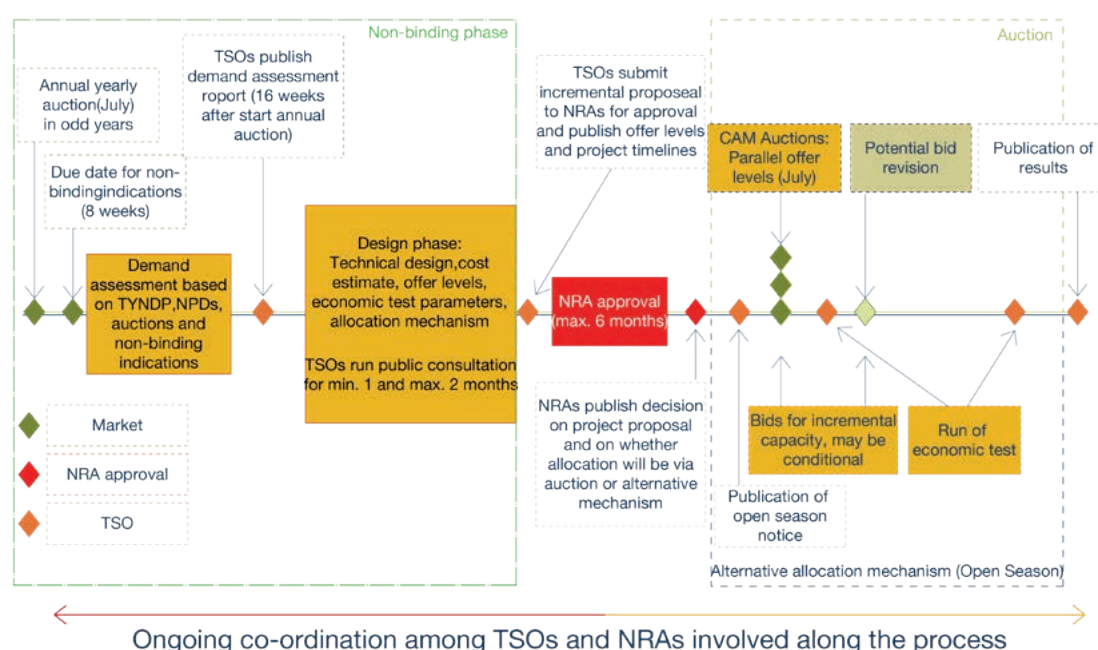 Non-binding phase
Auction
Annual yearly
auction(July)
in odd years
Due date for non-
bindingindications
(8 weeks)
TSOs publish
demand assessment
roport (16 weeks
after start annual
auction)
Demand
assessment based
on TYNDP,NPDs,
auctions and
non-binding
indications
Design phase:
Technical design,cost
estimate, offer levels,
economic test parameters,
allocation mechanism
TSOs run public consultation
for min. 1 and max. 2 months
TSOs submit
incremental proposeal
to NRAs for approval
and publish offer levels
and project timelines
NRA approval
(max. 6 months)
NRAs publish decision
on project proposal
and on whether
allocation will be via
auction or alternative
mechanism
CAM Auctions:
Parallel offer
levels (July)
Potential bid
revision
Publication of
results
Bids for incremental
capacity, may be
conditional
Run of
economic test
Publication of
open season
notice
Alternative allocation mechanism (Open Season)
Market
NRA approval
TSO
Ongoing co-ordination among TSOs and NRAs involved along the process